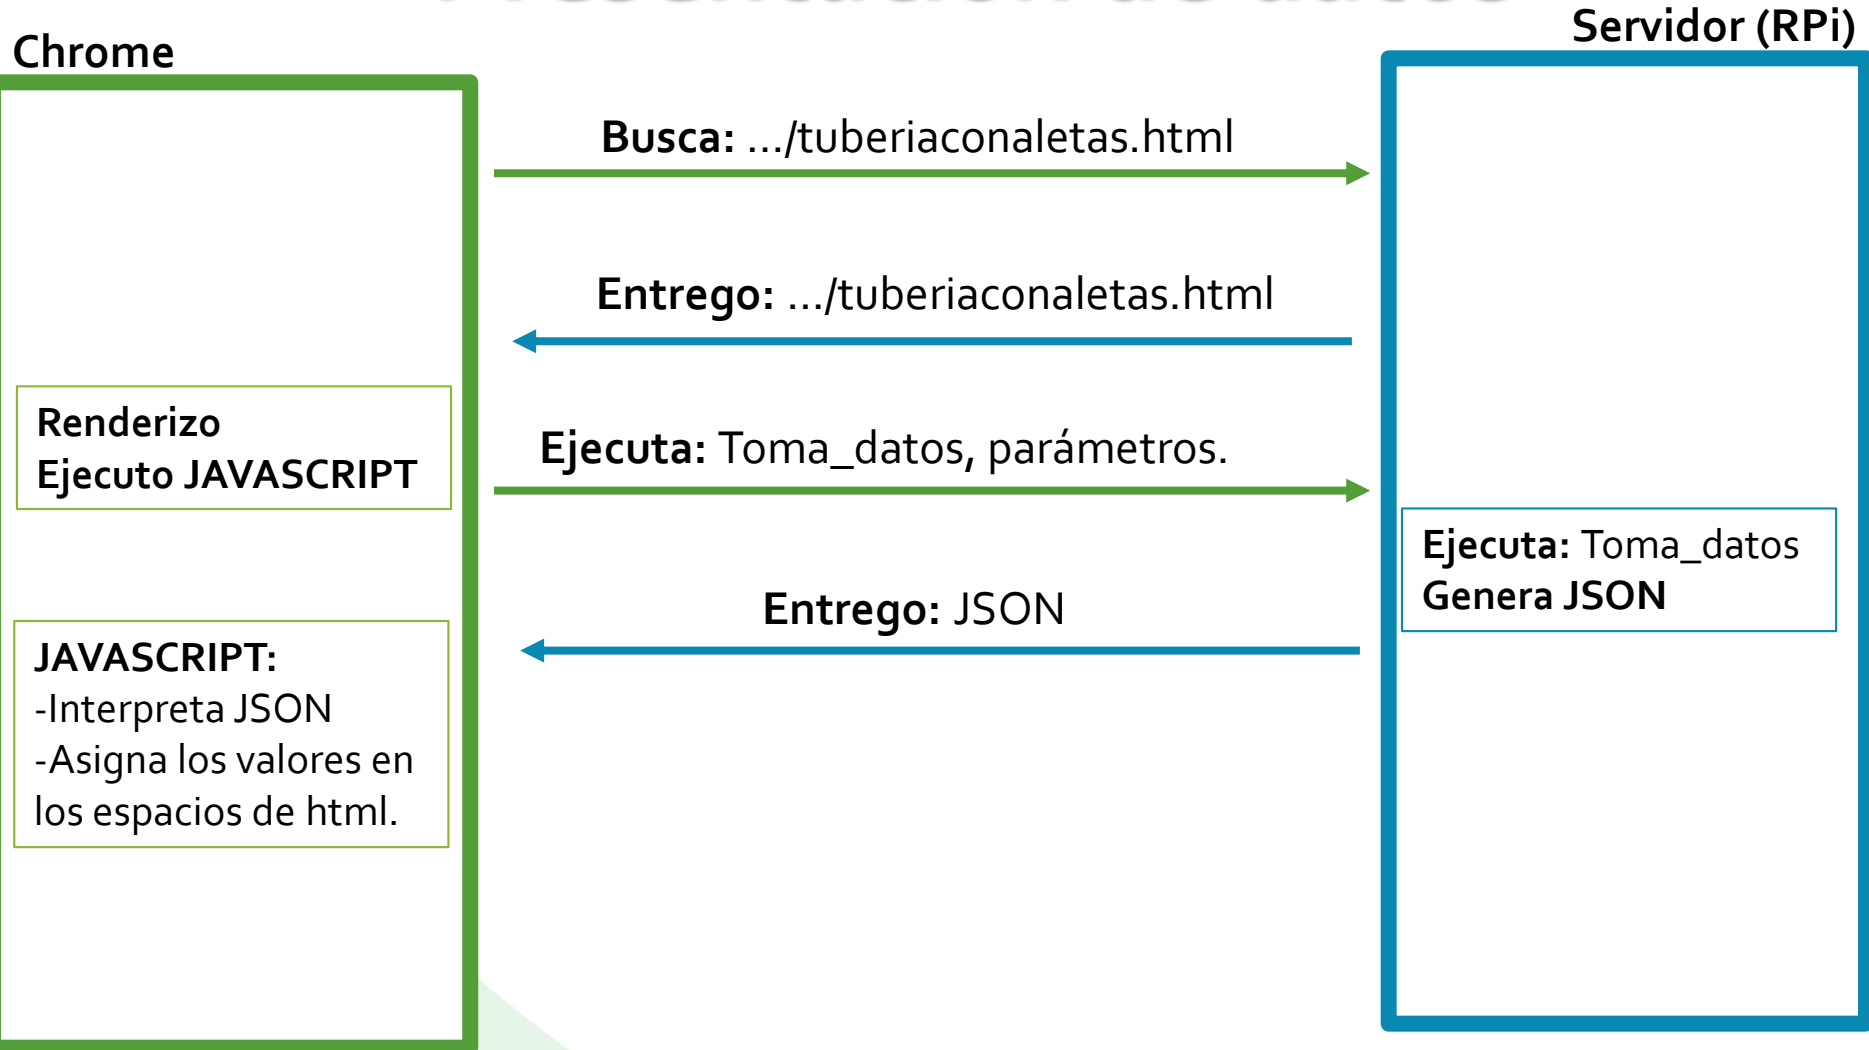 Chrome
Servidor (RPi)
Busca: .../tuberiaconaletas.html
Entrego: .../tuberiaconaletas.html
Renderizo
Ejecuto JAVASCRIPT
Ejecuta: Toma_datos, parámetros.
Ejecuta: Toma_datos
Genera JSON
Entrego: JSON
JAVASCRIPT:
-Interpreta JSON
-Asigna los valores en
los espacios de html.